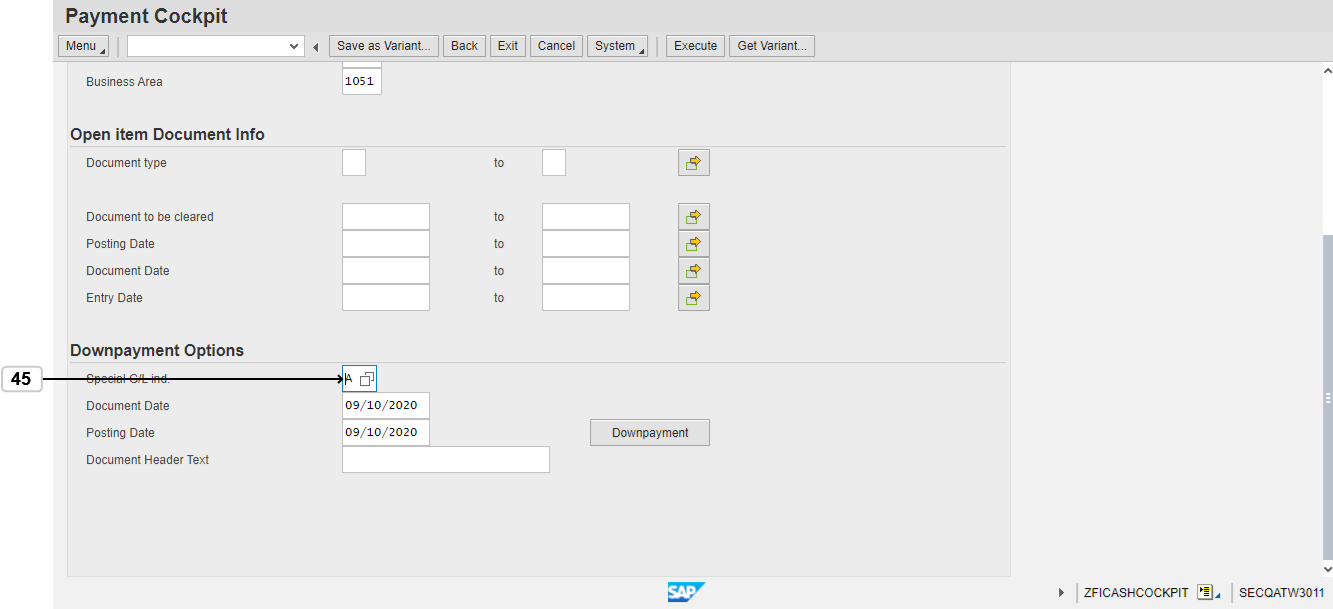 Payment Cockpit
Menu Save as Variant... Back Exit Cancel System Execute Get Variant...
Business Area 1051
Open item Document Info
Document type to
Document to be cleared to
Posting Date to
Document Date to
Entry Date to
Downpayment Options
45 Special G/L ind. A
Document Date 09/10/2020
Posting Date 09/10/2020 Downpayment
Document Header Text
SAP ZFICASHCOCKPIT SECQATW3011